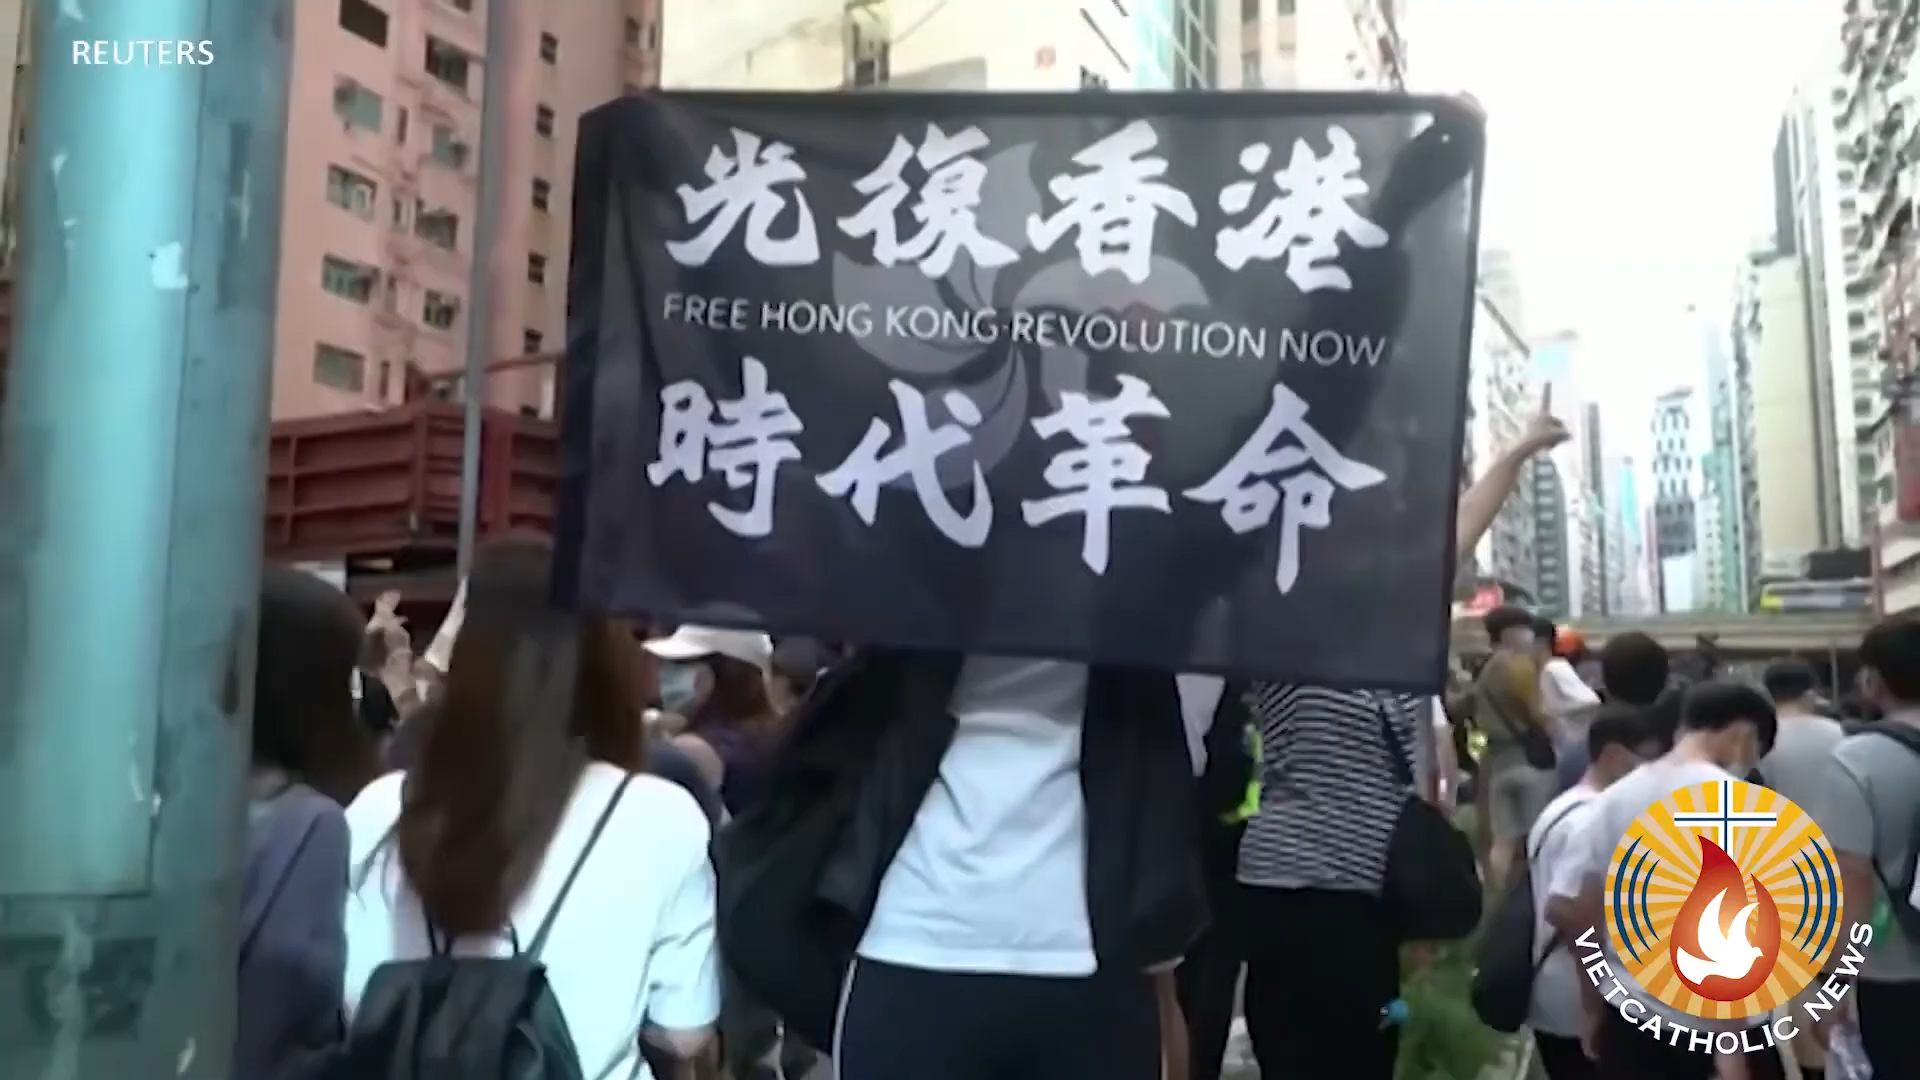 REUTERS
光復香港
FREE HONG KONG·REVOLUTION NOW
時代革命
VIETCATHOLIC NEWS